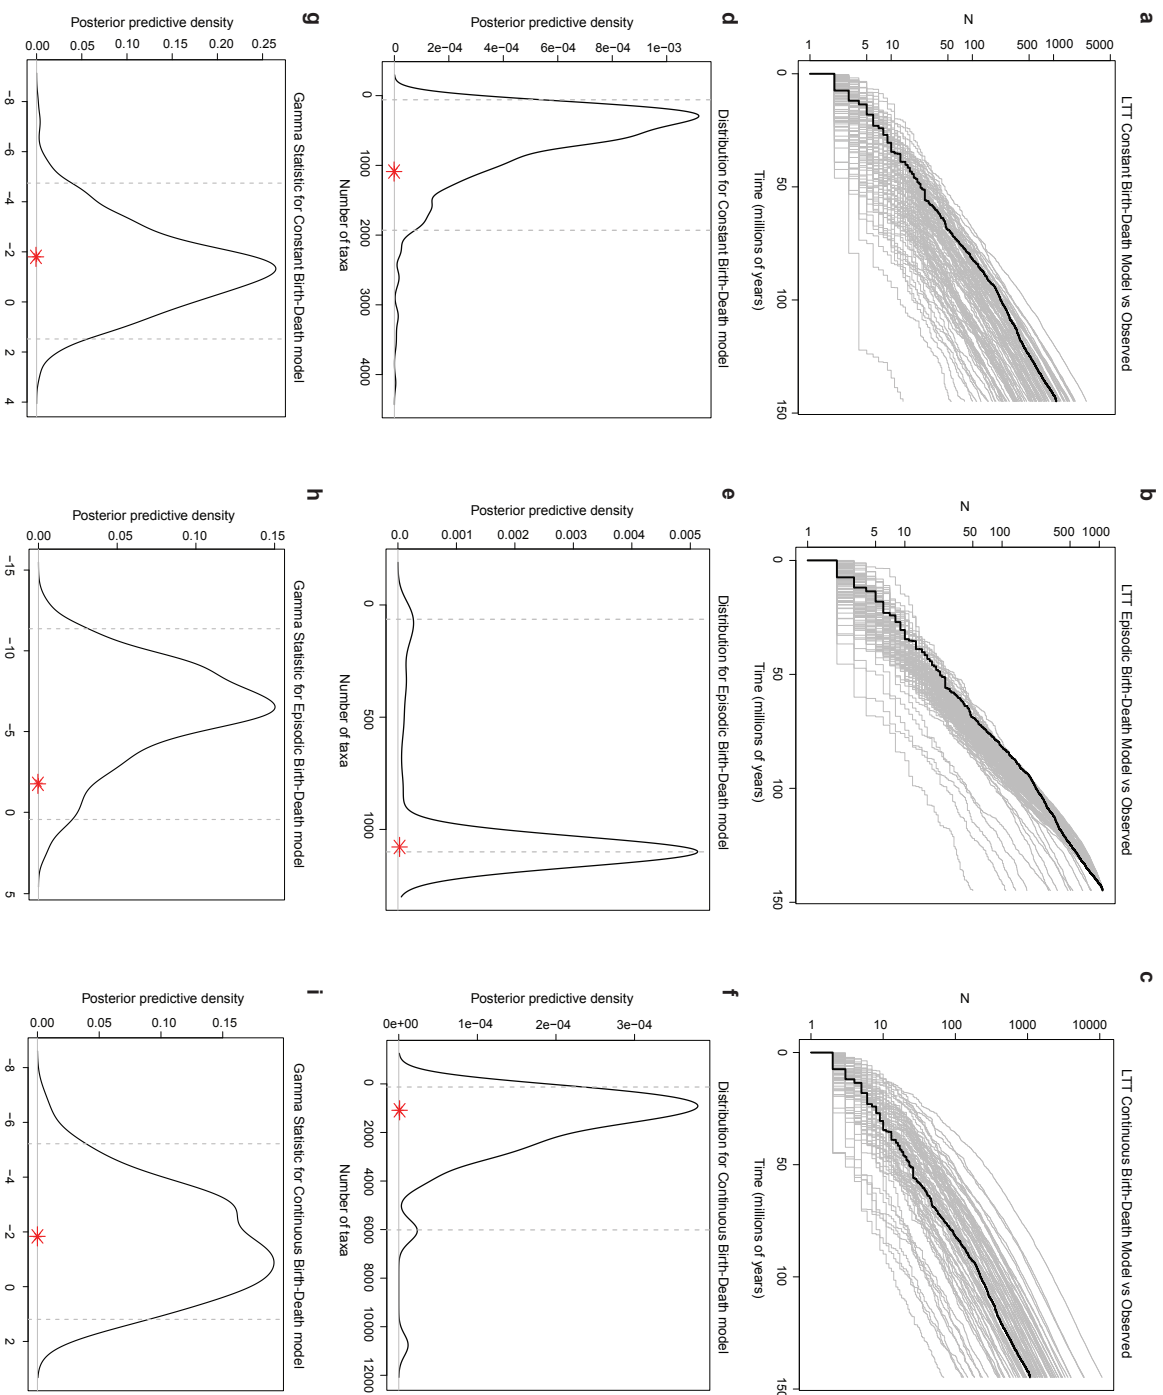 a
LTT Constant Birth-Death Model vs Observed
N
1 5 10 50 100 500 1000 5000
0 50 100 150
Time (millions of years)
b
LTT Episodic Birth-Death Model vs Observed
N
1 5 10 50 100 500 1000
0 50 100 150
Time (millions of years)
c
LTT Continuous Birth-Death Model vs Observed
N
1 10 100 1000 10000
0 50 100 150
Time (millions of years)
d
Distribution for Constant Birth-Death model
Posterior predictive density
0 2e-04 4e-04 6e-04 8e-04 1e-03
0 1000 2000 3000 4000
Number of taxa
e
Distribution for Episodic Birth-Death model
Posterior predictive density
0.0 0.001 0.002 0.003 0.004 0.005
0 500 1000
Number of taxa
f
Distribution for Continuous Birth-Death model
Posterior predictive density
0e+00 1e-04 2e-04 3e-04
0 2000 4000 6000 8000 10000 12000
Number of taxa
g
Gamma Statistic for Constant Birth-Death model
Posterior predictive density
0.00 0.05 0.10 0.15 0.20 0.25
-8 -6 -4 -2 0 2 4
h
Gamma Statistic for Episodic Birth-Death model
Posterior predictive density
0.00 0.05 0.10 0.15
-15 -10 -5 0 5
i
Gamma Statistic for Continuous Birth-Death model
Posterior predictive density
0.00 0.05 0.10 0.15
-8 -6 -4 -2 0 2